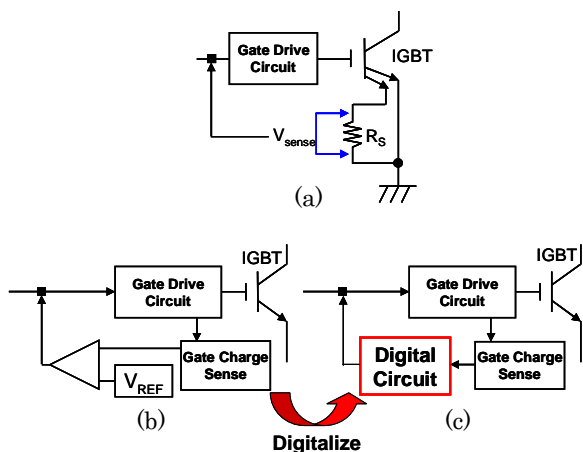 Gate Drive
Circuit
IGBT
Vsense
RS
(a)
IGBT
Gate Drive
Circuit
Gate Charge
Sense
VREF
(b)
IGBT
Gate Drive
Circuit
Digital
Circuit
Gate Charge
Sense
(c)
Digitalize